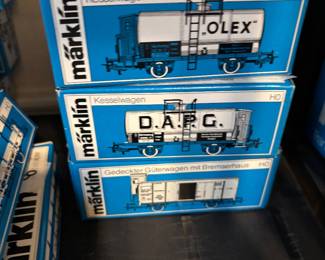 märklin
"OLEX"
Kesselwagen
HO
märklin
D.A.P.G.
Gedeckter Güterwagen mit Bremserhaus
HO
märklin
märklin